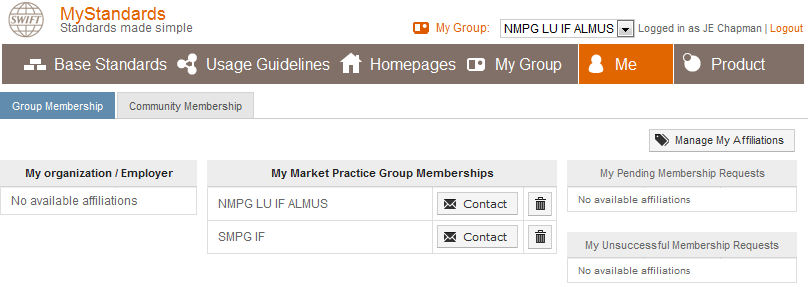 SWIFT
MyStandards
Standards made simple
My Group: NMPG LU IF ALMUS Logged in as JE Chapman | Logout
Base Standards Usage Guidelines Homepages My Group Me Product
Group Membership Community Membership
Manage My Affiliations
My organization / Employer
No available affiliations
My Market Practice Group Memberships
NMPG LU IF ALMUS Contact
SMPG IF Contact
My Pending Membership Requests
No available affiliations
My Unsuccessful Membership Requests
No available affiliations